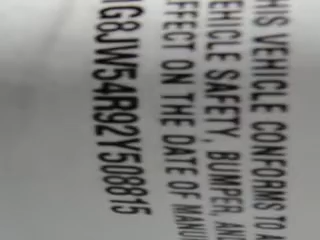 HIS VEHICLE CONFORMS TO A
EHICLE SAFETY, BUMPER, AN
FFECT ON THE DATE OF MANU
1G8JW54R92Y508815